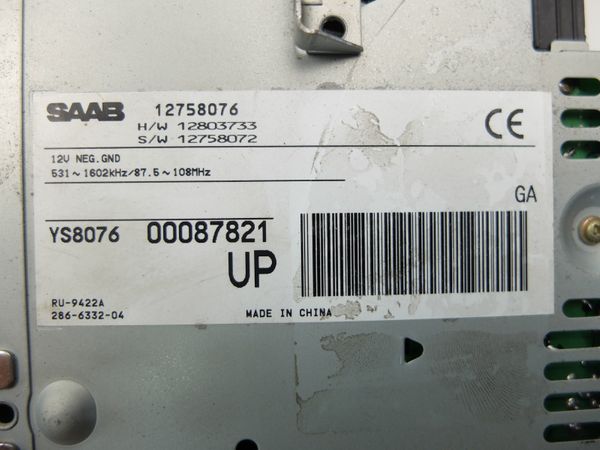 SAAB 12758076
H/W 12803733
S/W 12758072
CE
12V NEG.GND
531~1602kHz/87.5~108MHz
GA
YS8076 00087821
UP
RU-9422A
286-6332-04
MADE IN CHINA